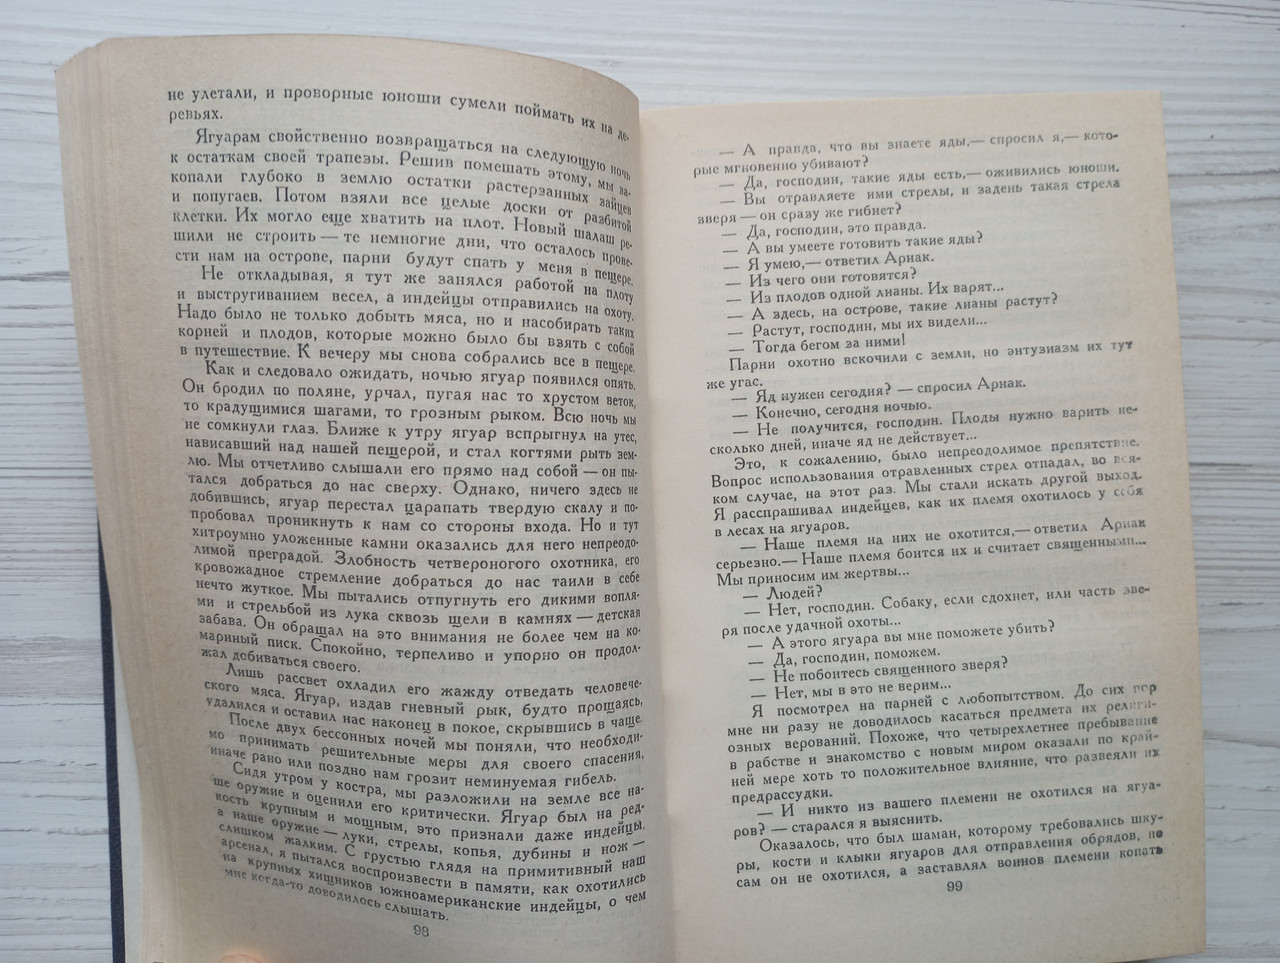 не улетали, и проворные юноши сумели поймать их на де-
ревьях.
Ягуарам свойственно возвращаться на следующую ночь
к остаткам своей трапезы. Решив помешать этому, мы за-
копали глубоко в землю остатки растерзанных зайцев
и попугаев. Потом взяли все целые доски от разбитой
клетки. Их могло еще хватить на плот. Новый шалаш ре-
шили не строить — те немногие дни, что осталось прове-
сти нам на острове, парни будут спать у меня в пещере.
Не откладывая, я тут же занялся работой на плоту
и выстругиванием весел, а индейцы отправились на охоту.
Надо было не только добыть мяса, но и насобирать таких
корней и плодов, которые можно было бы взять с собой
в путешествие. К вечеру мы снова собрались все в пещере.
Как и следовало ожидать, ночью ягуар появился опять.
Он бродил по поляне, урчал, пугая нас то хрустом веток,
то крадущимися шагами, то грозным рыком. Всю ночь мы
не сомкнули глаз. Ближе к утру ягуар вспрыгнул на утес,
нависавший над нашей пещерой, и стал когтями рыть зем-
лю. Мы отчетливо слышали его прямо над собой — он пы-
тался добраться до нас сверху. Однако, ничего здесь не
добившись, ягуар перестал царапать твердую скалу и по-
пробовал проникнуть к нам со стороны входа. Но и тут
хитроумно уложенные камни оказались для него непреодо-
лимой преградой. Злобность четвероногого охотника, его
кровожадное стремление добраться до нас таили в себе
нечто жуткое. Мы пытались отпугнуть его дикими вопля-
ми и стрельбой из лука сквозь щели в камнях — детская
забава. Он обращал на это внимания не более чем на ко-
мариный писк. Спокойно, терпеливо и упорно он продол-
жал добиваться своего.
Лишь рассвет охладил его жажду отведать человече-
ского мяса. Ягуар, издав гневный рык, будто прощаясь,
удалился и оставил нас наконец в покое, скрывшись в чаще.
После двух бессонных ночей мы поняли, что необходи-
мо принимать решительные меры для своего спасения,
иначе рано или поздно нам грозит неминуемая гибель.
Сидя утром у костра, мы разложили на земле все на-
ше оружие и оценили его критически. Ягуар был на ред-
кость крупным и мощным, это признали даже индейцы,
а наше оружие — луки, стрелы, копья, дубины и нож —
слишком жалким. С грустью глядя на примитивный наш
арсенал, я пытался воспроизвести в памяти, как охотились
на крупных хищников южноамериканские индейцы, о чем
мне когда-то доводилось слышать.
98
— А правда, что вы знаете яды,— спросил я,— кото-
рые мгновенно убивают?
— Да, господин, такие яды есть,— оживились юноши.
— Вы отравляете ими стрелы, и задень такая стрела
зверя — он сразу же гибнет?
— Да, господин, это правда.
— А вы умеете готовить такие яды?
— Я умею,— ответил Арнак.
— Из чего они готовятся?
— Из плодов одной лианы. Их варят...
— А здесь, на острове, такие лианы растут?
— Растут, господин, мы их видели...
— Тогда бегом за ними!
Парни охотно вскочили с земли, но энтузиазм их тут
же угас.
— Яд нужен сегодня? — спросил Арнак.
— Конечно, сегодня ночью.
— Не получится, господин. Плоды нужно варить не-
сколько дней, иначе яд не действует...
Это, к сожалению, было непреодолимое препятствие.
Вопрос использования отравленных стрел отпадал, во вся-
ком случае, на этот раз. Мы стали искать другой выход.
Я расспрашивал индейцев, как их племя охотилось у себя
в лесах на ягуаров.
— Наше племя на них не охотится,— ответил Арнак
серьезно.— Наше племя боится их и считает священными...
Мы приносим им жертвы...
— Людей?
— Нет, господин. Собаку, если сдохнет, или часть зве-
ря после удачной охоты...
— А этого ягуара вы мне поможете убить?
— Да, господин, поможем.
— Не побоитесь священного зверя?
— Нет, мы в это не верим...
Я посмотрел на парней с любопытством. До сих пор
мне ни разу не доводилось касаться предмета их религи-
озных верований. Похоже, что четырехлетнее пребывание
в рабстве и знакомство с новым миром оказали по край-
ней мере хоть то положительное влияние, что развеяли их
предрассудки.
— И никто из вашего племени не охотился на ягуа-
ров? — старался я выяснить.
Оказалось, что был шаман, которому требовались шку-
ры, кости и клыки ягуаров для отправления обрядов, но
сам он не охотился, а заставлял воинов племени копать
99